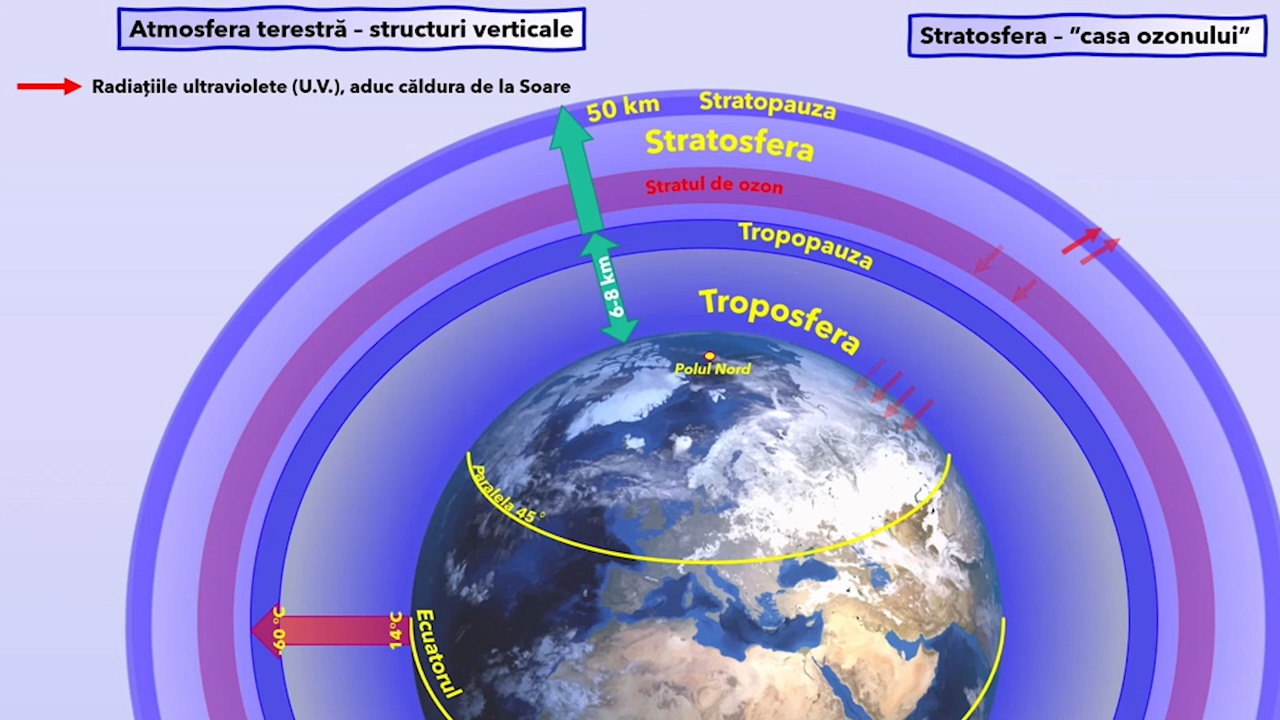 Atmosfera terestră – structuri verticale
Stratosfera – ”casa ozonului”
Radiațiile ultraviolete (U.V.), aduc căldura de la Soare
50 km
Stratopauza
Stratosfera
Stratul de ozon
Tropopauza
6-8 km
Troposfera
Polul Nord
Paralela 45 °
-60 °C
14°C
Ecuatorul